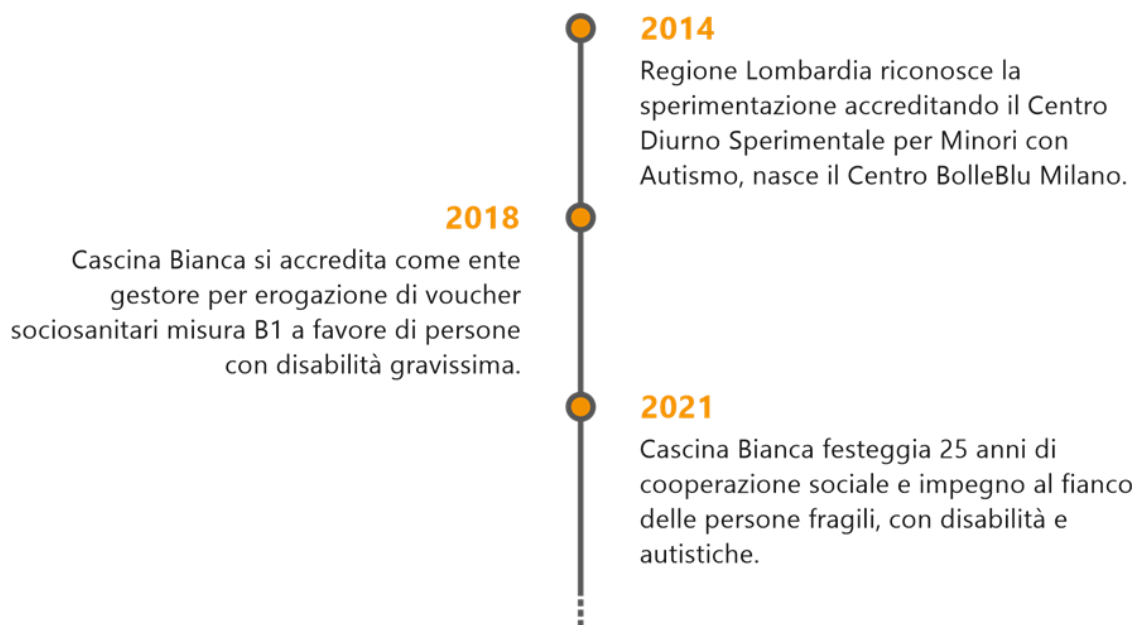 2014
Regione Lombardia riconosce la
sperimentazione accreditando il Centro
Diurno Sperimentale per Minori con
Autismo, nasce il Centro BolleBlu Milano.
2018
Cascina Bianca si accredita come ente
gestore per erogazione di voucher
sociosanitari misura B1 a favore di persone
con disabilità gravissima.
2021
Cascina Bianca festeggia 25 anni di
cooperazione sociale e impegno al fianco
delle persone fragili, con disabilità e
autistiche.